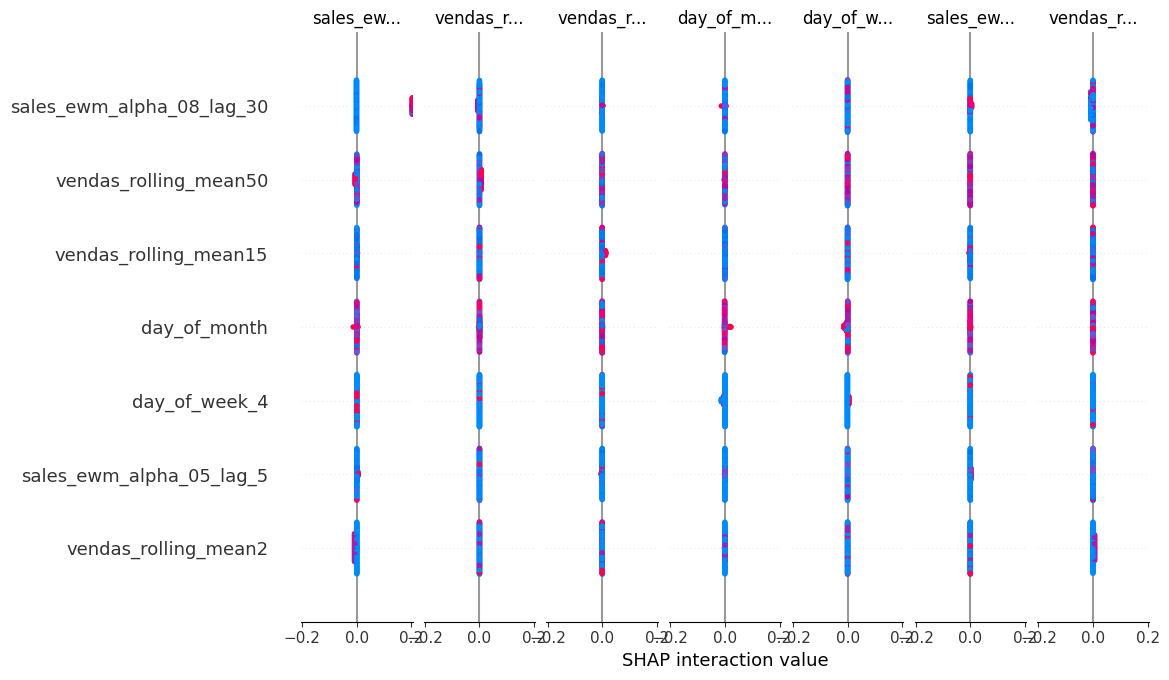 sales_ew... vendas_r... vendas_r... day_of_m... day_of_w... sales_ew... vendas_r...
sales_ewm_alpha_08_lag_30
vendas_rolling_mean50
vendas_rolling_mean15
day_of_month
day_of_week_4
sales_ewm_alpha_05_lag_5
vendas_rolling_mean2
−0.2 0.0 0.2 −0.2 0.0 0.2 −0.2 0.0 0.2 −0.2 0.0 0.2 −0.2 0.0 0.2 −0.2 0.0 0.2 −0.2 0.0 0.2
SHAP interaction value